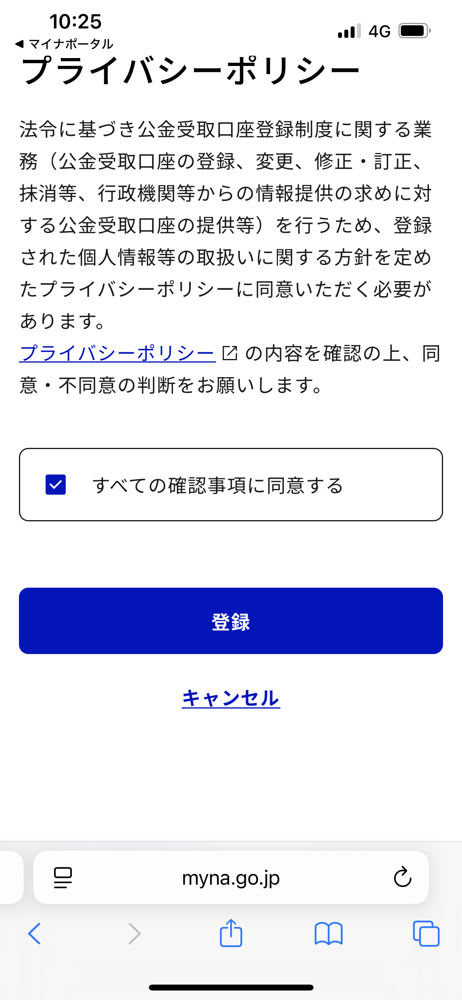 10:25
4G
◀ マイナポータル
プライバシーポリシー
法令に基づき公金受取口座登録制度に関する業
務（公金受取口座の登録、変更、修正・訂正、
抹消等、行政機関等からの情報提供の求めに対
する公金受取口座の提供等）を行うため、登録
された個人情報等の取扱いに関する方針を定め
たプライバシーポリシーに同意いただく必要が
あります。
プライバシーポリシー の内容を確認の上、同
意・不同意の判断をお願いします。
すべての確認事項に同意する
登録
キャンセル
myna.go.jp